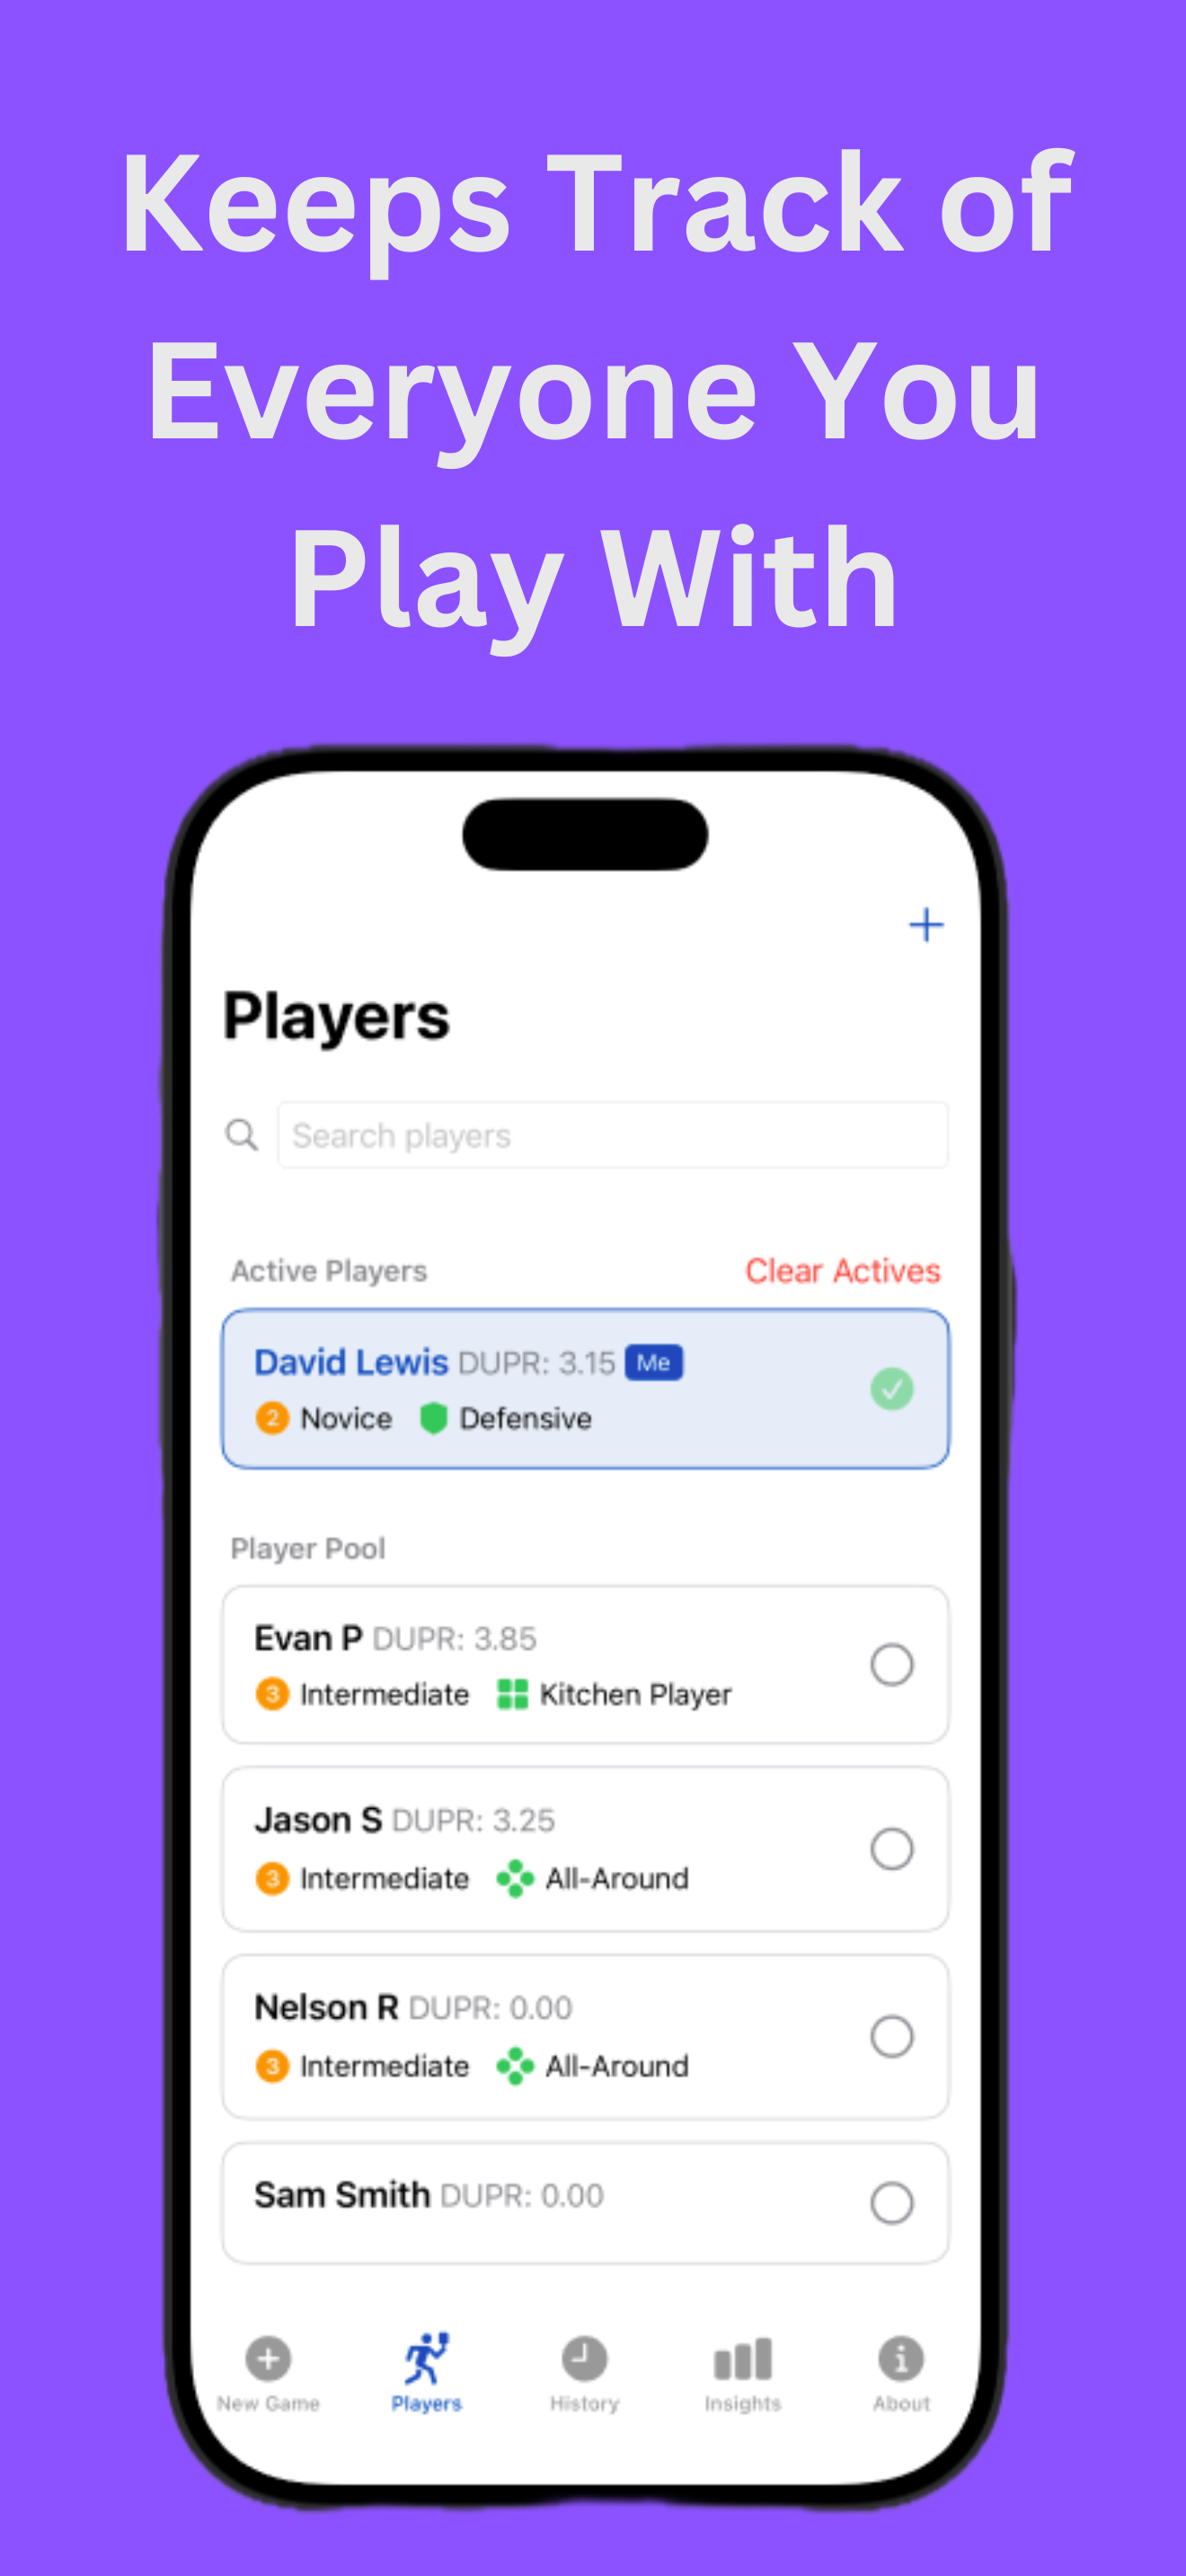 Keeps Track of
Everyone You
Play With
Players
Search players
Active Players Clear Actives
David Lewis DUPR: 3.15 Me
2 Novice Defensive
Player Pool
Evan P DUPR: 3.85
3 Intermediate Kitchen Player
Jason S DUPR: 3.25
3 Intermediate All-Around
Nelson R DUPR: 0.00
3 Intermediate All-Around
Sam Smith DUPR: 0.00
New Game Players History Insights About